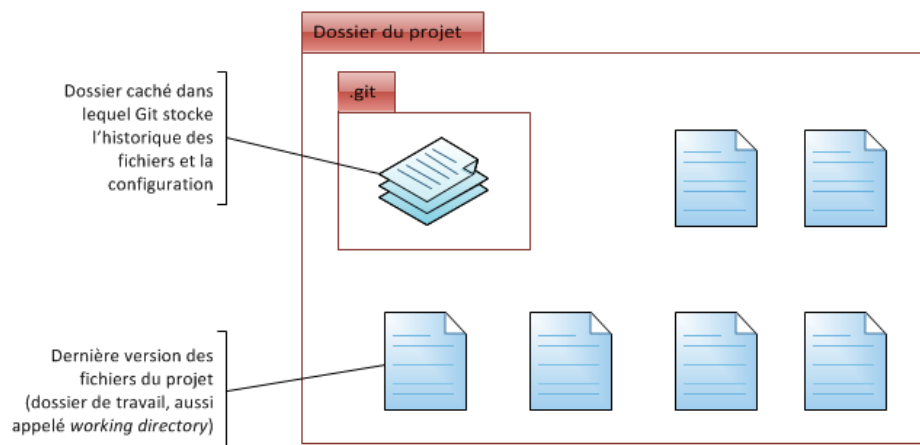 Dossier du projet
.git
Dossier caché dans
lequel Git stocke
l'historique des
fichiers et la
configuration
Dernière version des
fichiers du projet
(dossier de travail, aussi
appelé working directory)